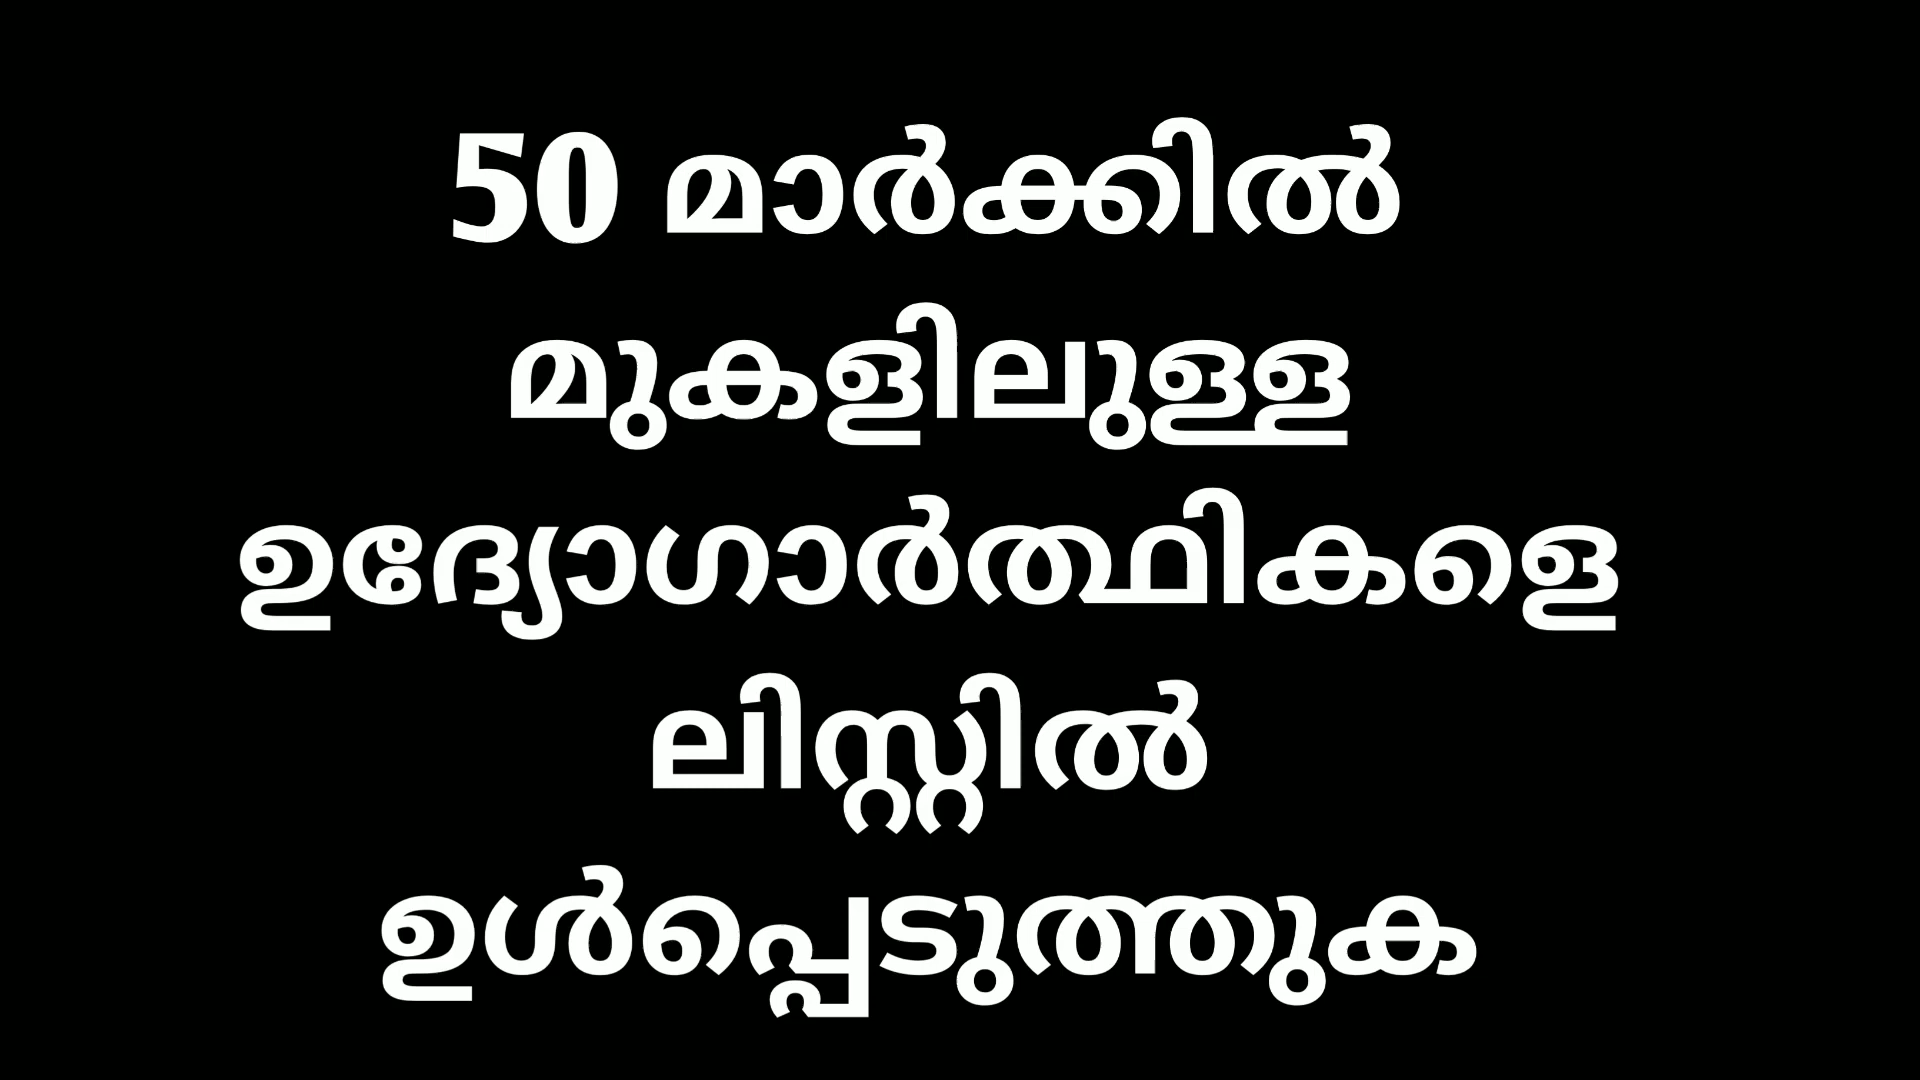 50 മാർക്കിൽ
മുകളിലുള്ള
ഉദ്യോഗാർത്ഥികളെ
ലിസ്റ്റിൽ
ഉൾപ്പെടുത്തുക